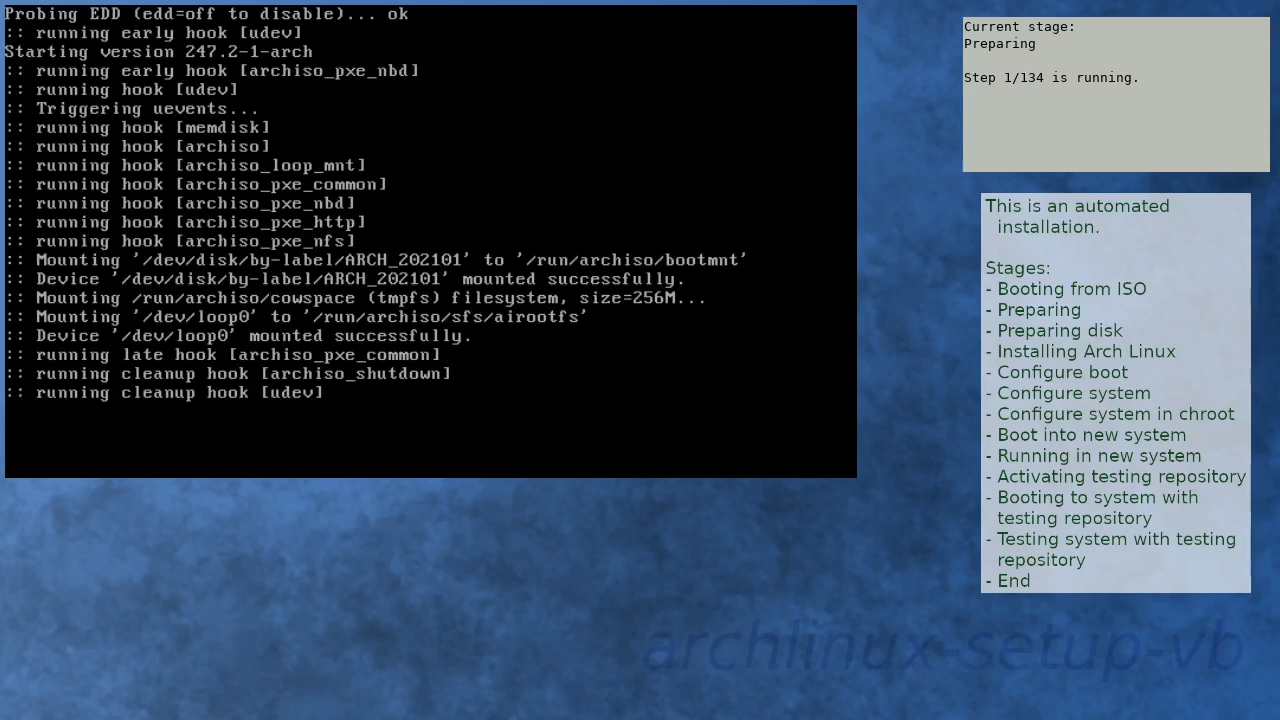 Probing EDD (edd=off to disable)... ok
:: running early hook [udev]
Starting version 247.2-1-arch
:: running early hook [archiso_pxe_nbd]
:: running hook [udev]
:: Triggering uevents...
:: running hook [memdisk]
:: running hook [archiso]
:: running hook [archiso_loop_mnt]
:: running hook [archiso_pxe_common]
:: running hook [archiso_pxe_nbd]
:: running hook [archiso_pxe_http]
:: running hook [archiso_pxe_nfs]
:: Mounting '/dev/disk/by-label/ARCH_202101' to '/run/archiso/bootmnt'
:: Device '/dev/disk/by-label/ARCH_202101' mounted successfully.
:: Mounting /run/archiso/cowspace (tmpfs) filesystem, size=256M...
:: Mounting '/dev/loop0' to '/run/archiso/sfs/airootfs'
:: Device '/dev/loop0' mounted successfully.
:: running late hook [archiso_pxe_common]
:: running cleanup hook [archiso_shutdown]
:: running cleanup hook [udev]
Current stage:
Preparing
Step 1/134 is running.
This is an automated
installation.
Stages:
- Booting from ISO
- Preparing
- Preparing disk
- Installing Arch Linux
- Configure boot
- Configure system
- Configure system in chroot
- Boot into new system
- Running in new system
- Activating testing repository
- Booting to system with
testing repository
- Testing system with testing
repository
- End
archlinux-setup-vb